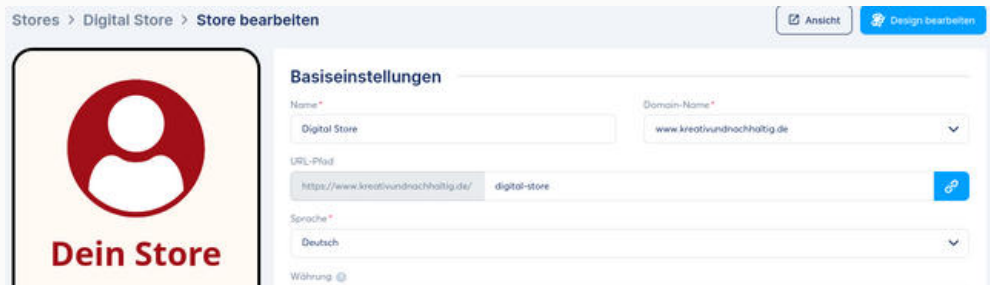 Stores > Digital Store > Store bearbeiten
Ansicht
Design bearbeiten
Dein Store
Basiseinstellungen
Name*
Domain-Name*
Digital Store
www.kreativundnachhaltig.de
URL-Pfad
https://www.kreativundnachhaltig.de/
digital-store
Sprache*
Deutsch
Währung